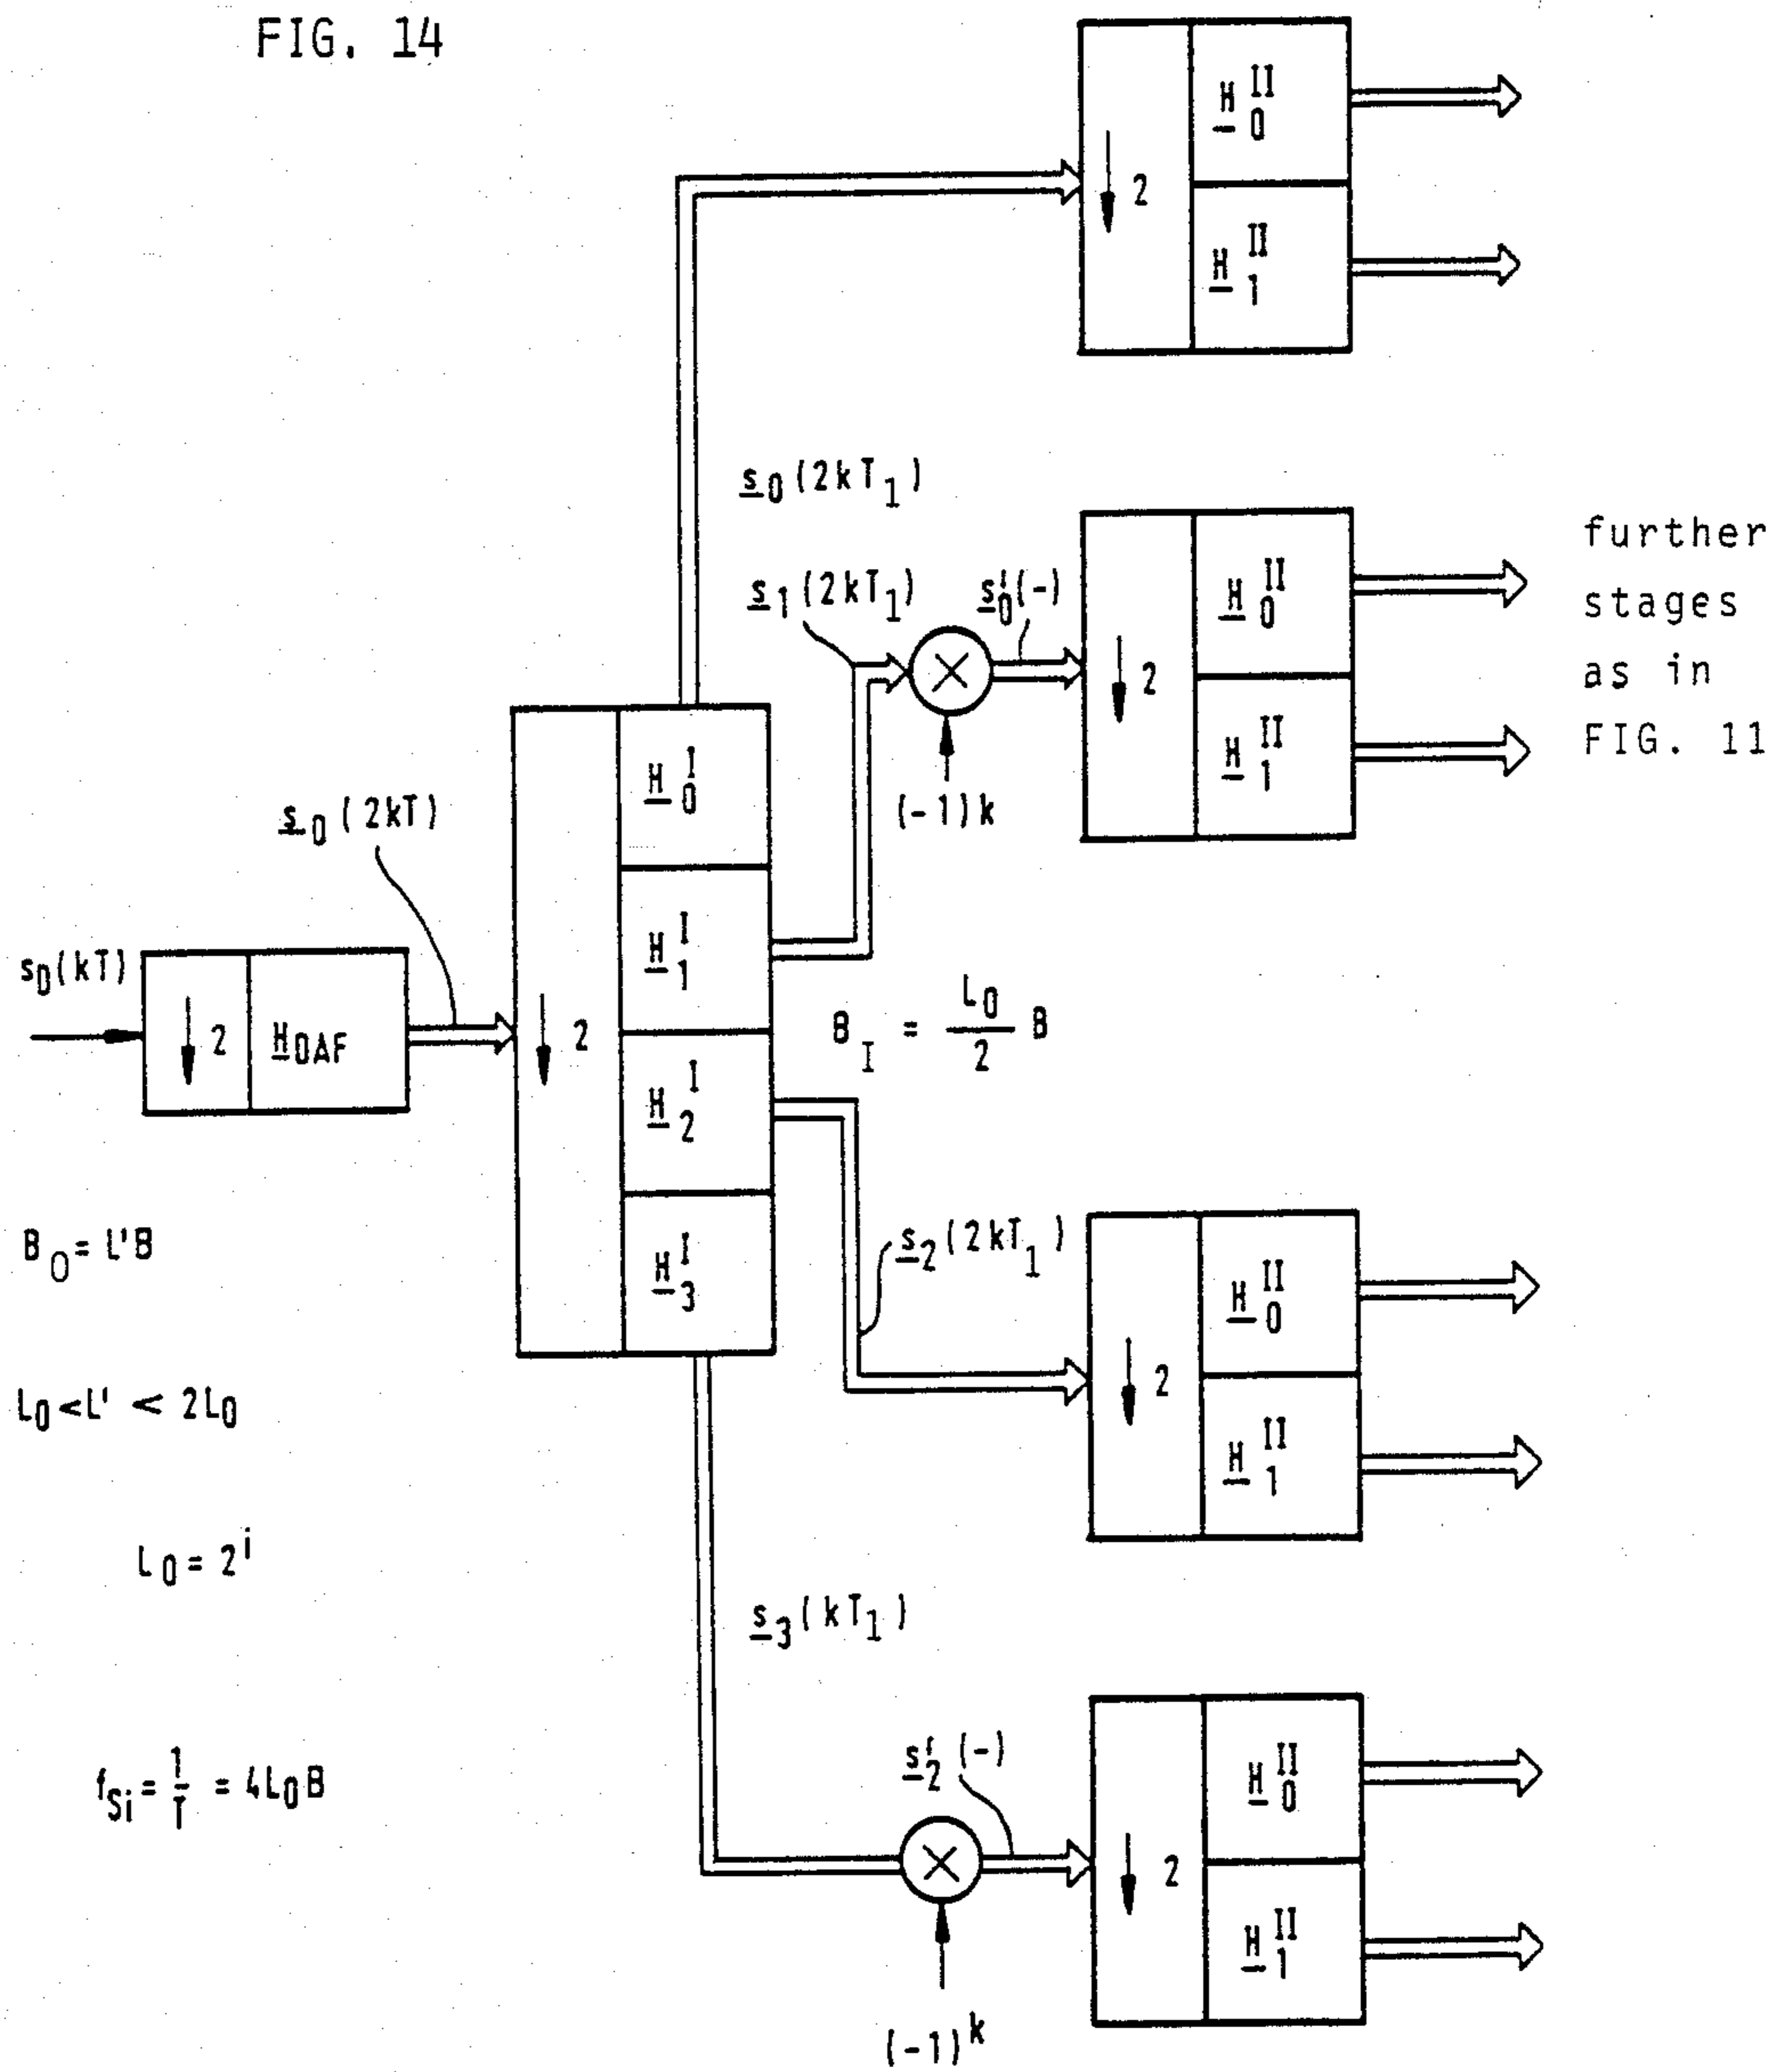 FIG. 14
H 0 II
↓ 2
H 1 II
s0(2kT1)
s1(2kT1)
s0'(-)
H 0 II
↓ 2
H 1 II
(-1)k
further
stages
as in
FIG. 11
s0(2kT)
H 0 I
H 1 I
H 2 I
H 3 I
↓ 2
sD(kT)
↓ 2
H0AF
BI = L0/2 B
B0 = L'B
s2(2kT1)
H 0 II
↓ 2
H 1 II
L0 < L' < 2L0
L0 = 2^i
s3(kT1)
fSi = 1/T = 4L0B
s2'(-)
H 0 II
↓ 2
H 1 II
(-1)^k